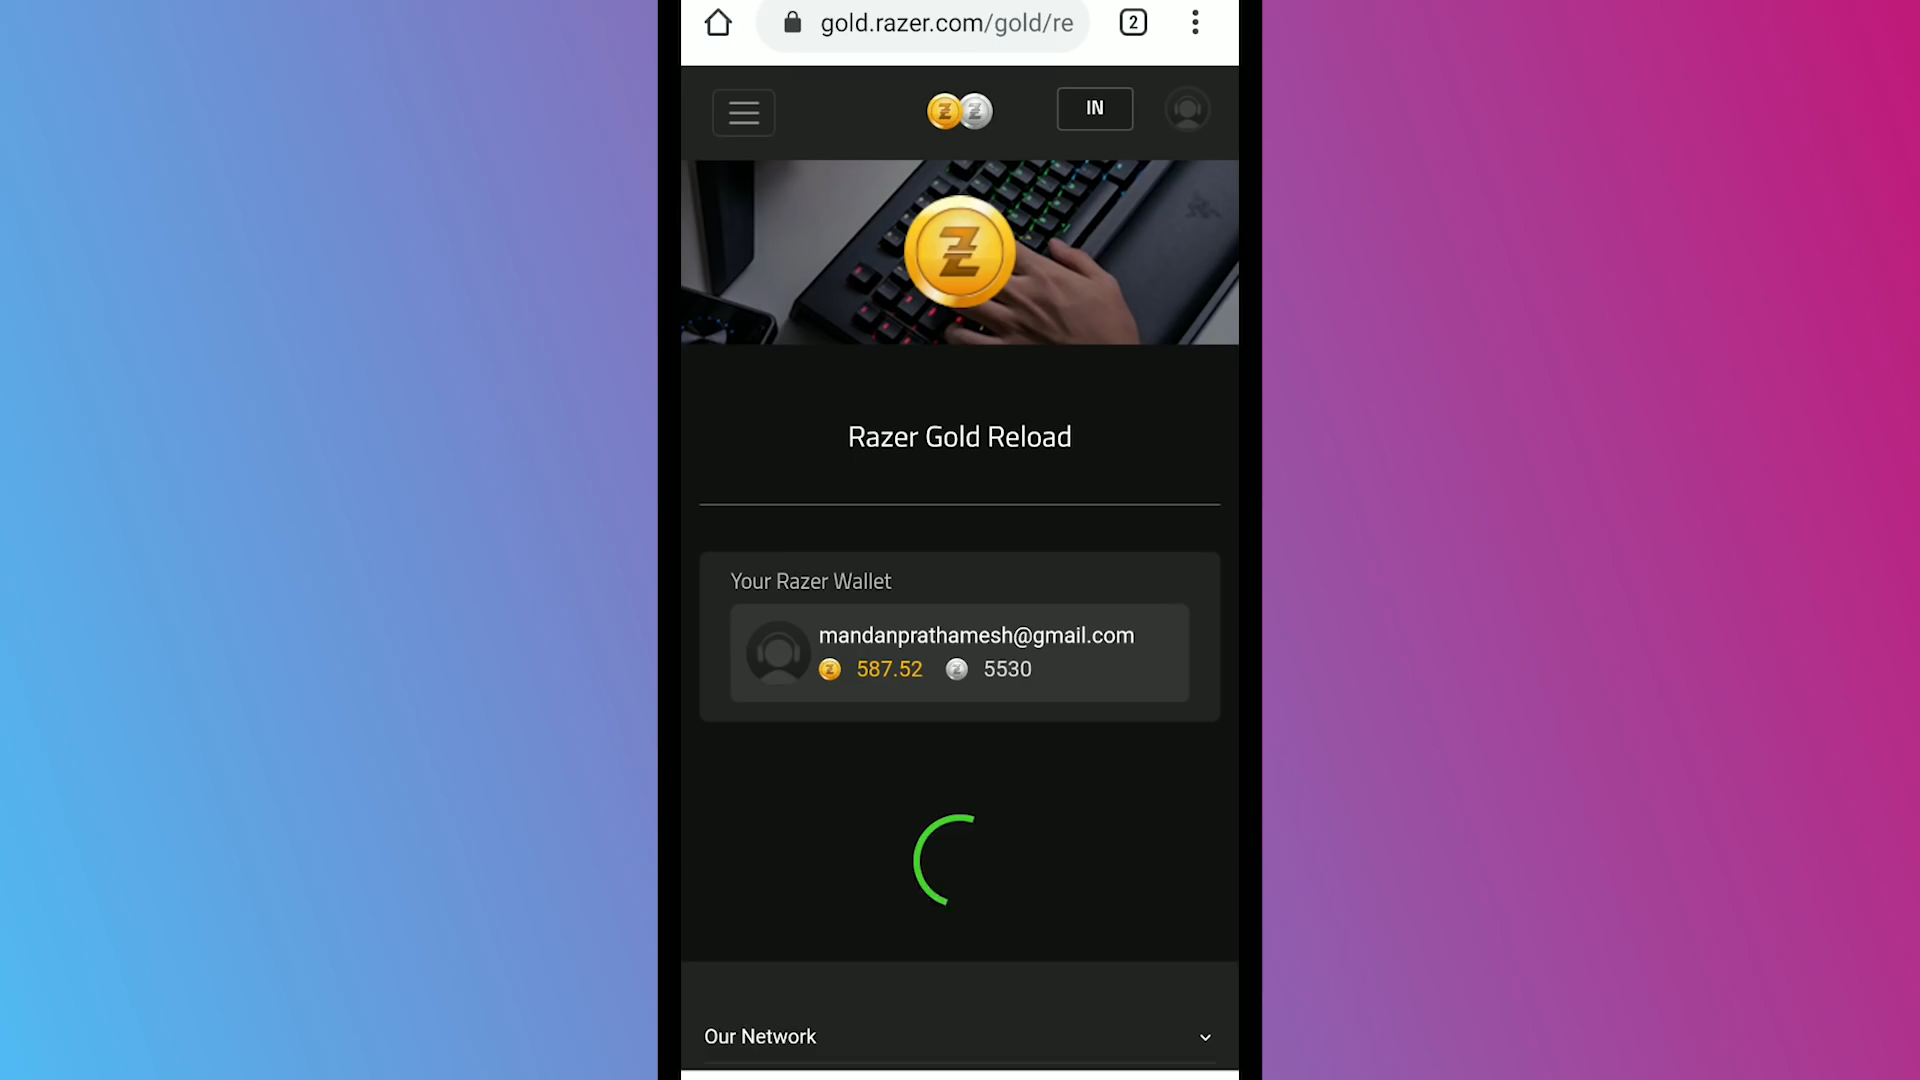 gold.razer.com/gold/re
2
IN
Razer Gold Reload
Your Razer Wallet
mandanprathamesh@gmail.com
587.52 5530
Our Network